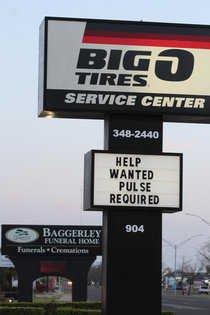 BIG O
TIRES
SERVICE CENTER
348-2440
HELP
WANTED
PULSE
REQUIRED
904
BAGGERLEY
FUNERAL HOME
Funerals • Cremations